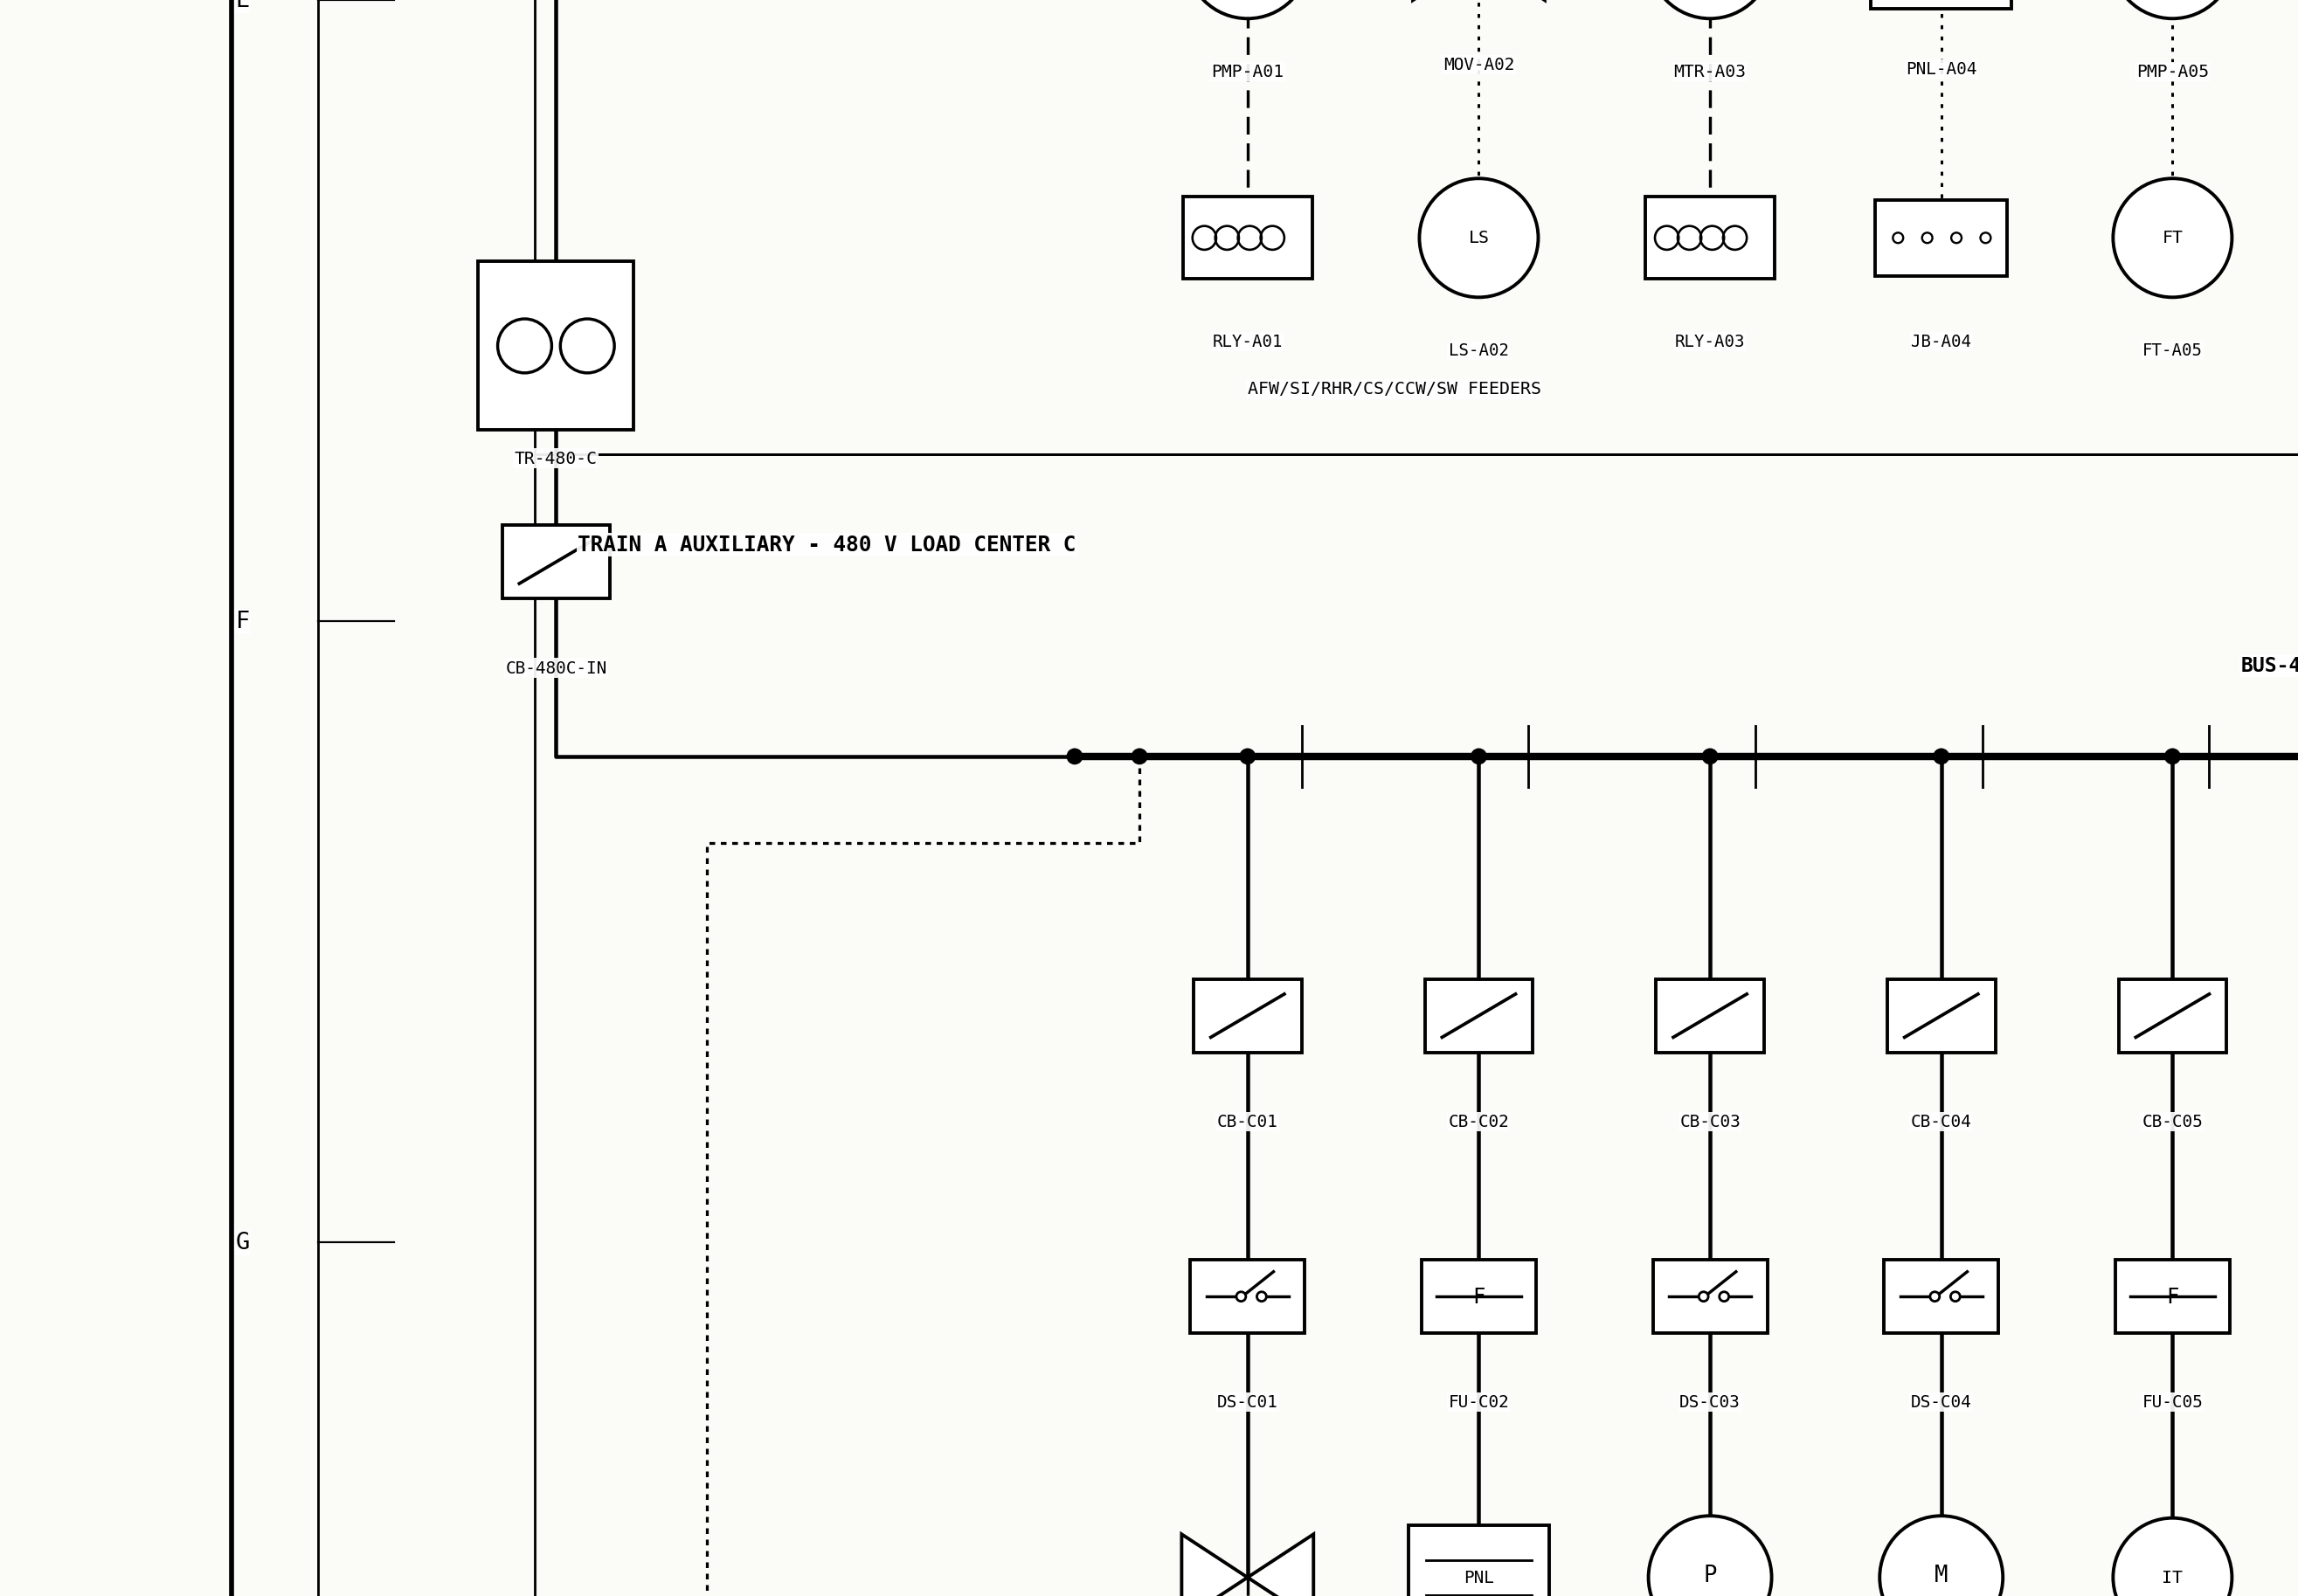 PMP-A01
MOV-A02
MTR-A03
PNL-A04
PMP-A05
LS
FT
RLY-A01
LS-A02
RLY-A03
JB-A04
FT-A05
AFW/SI/RHR/CS/CCW/SW FEEDERS
TR-480-C
TRAIN A AUXILIARY - 480 V LOAD CENTER C
F
CB-480C-IN
BUS-4
CB-C01
CB-C02
CB-C03
CB-C04
CB-C05
G
F
F
DS-C01
FU-C02
DS-C03
DS-C04
FU-C05
PNL
P
M
IT